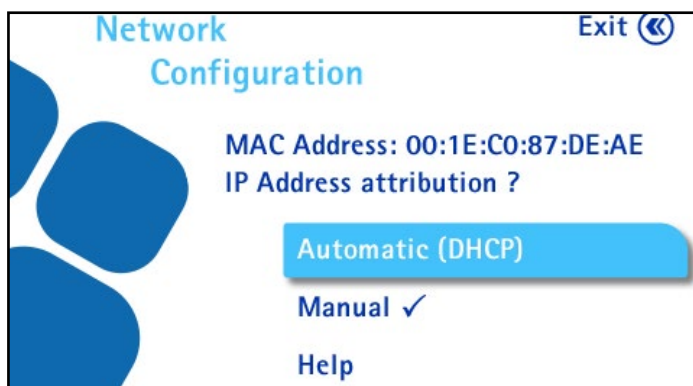 Network
Exit
Configuration
MAC Address: 00:1E:C0:87:DE:AE
IP Address attribution ?
Automatic (DHCP)
Manual ✓
Help